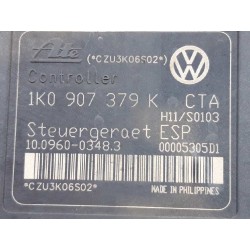 Ate
(*CZU3K06S02*)
Controller
1K0 907 379 K CTA
H11/S0103
Steuergeraet ESP
10.0960-0348.3
00005305D1
*CZU3K06S02*
MADE IN PHILIPPINES